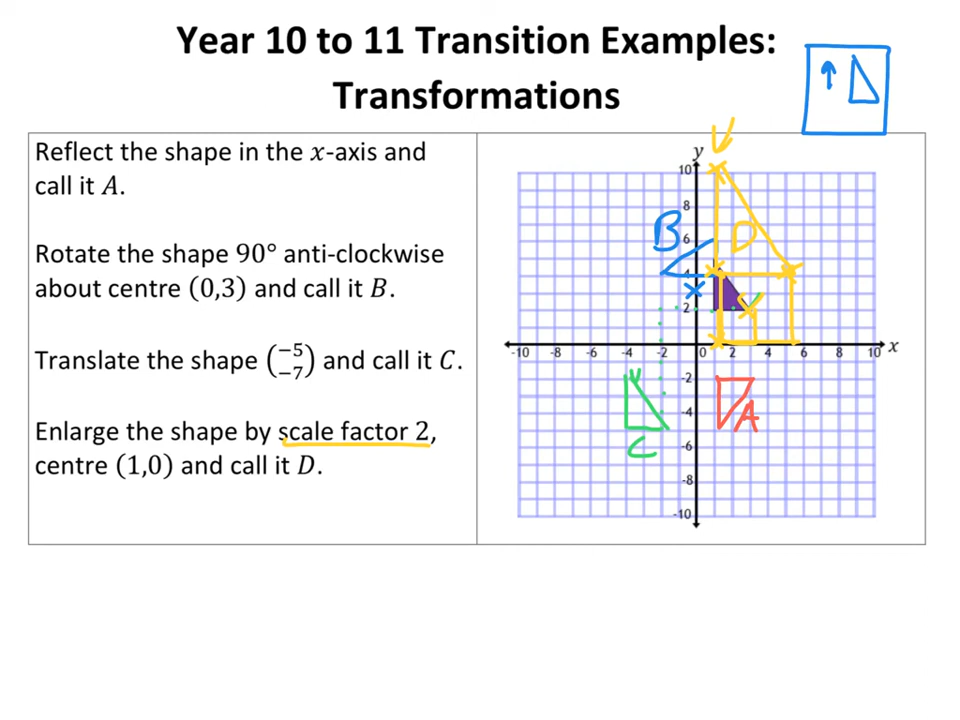 Year 10 to 11 Transition Examples:
Transformations
Reflect the shape in the x-axis and
call it A.
Rotate the shape 90° anti-clockwise
about centre (0,3) and call it B.
Translate the shape (−5 −7) and call it C.
Enlarge the shape by scale factor 2,
centre (1,0) and call it D.
y
10
8
B
6
D
4
2
-10 -8 -6 -4 -2 0 2 4 6 8 10 x
-2
-4
A
C
-6
-8
-10